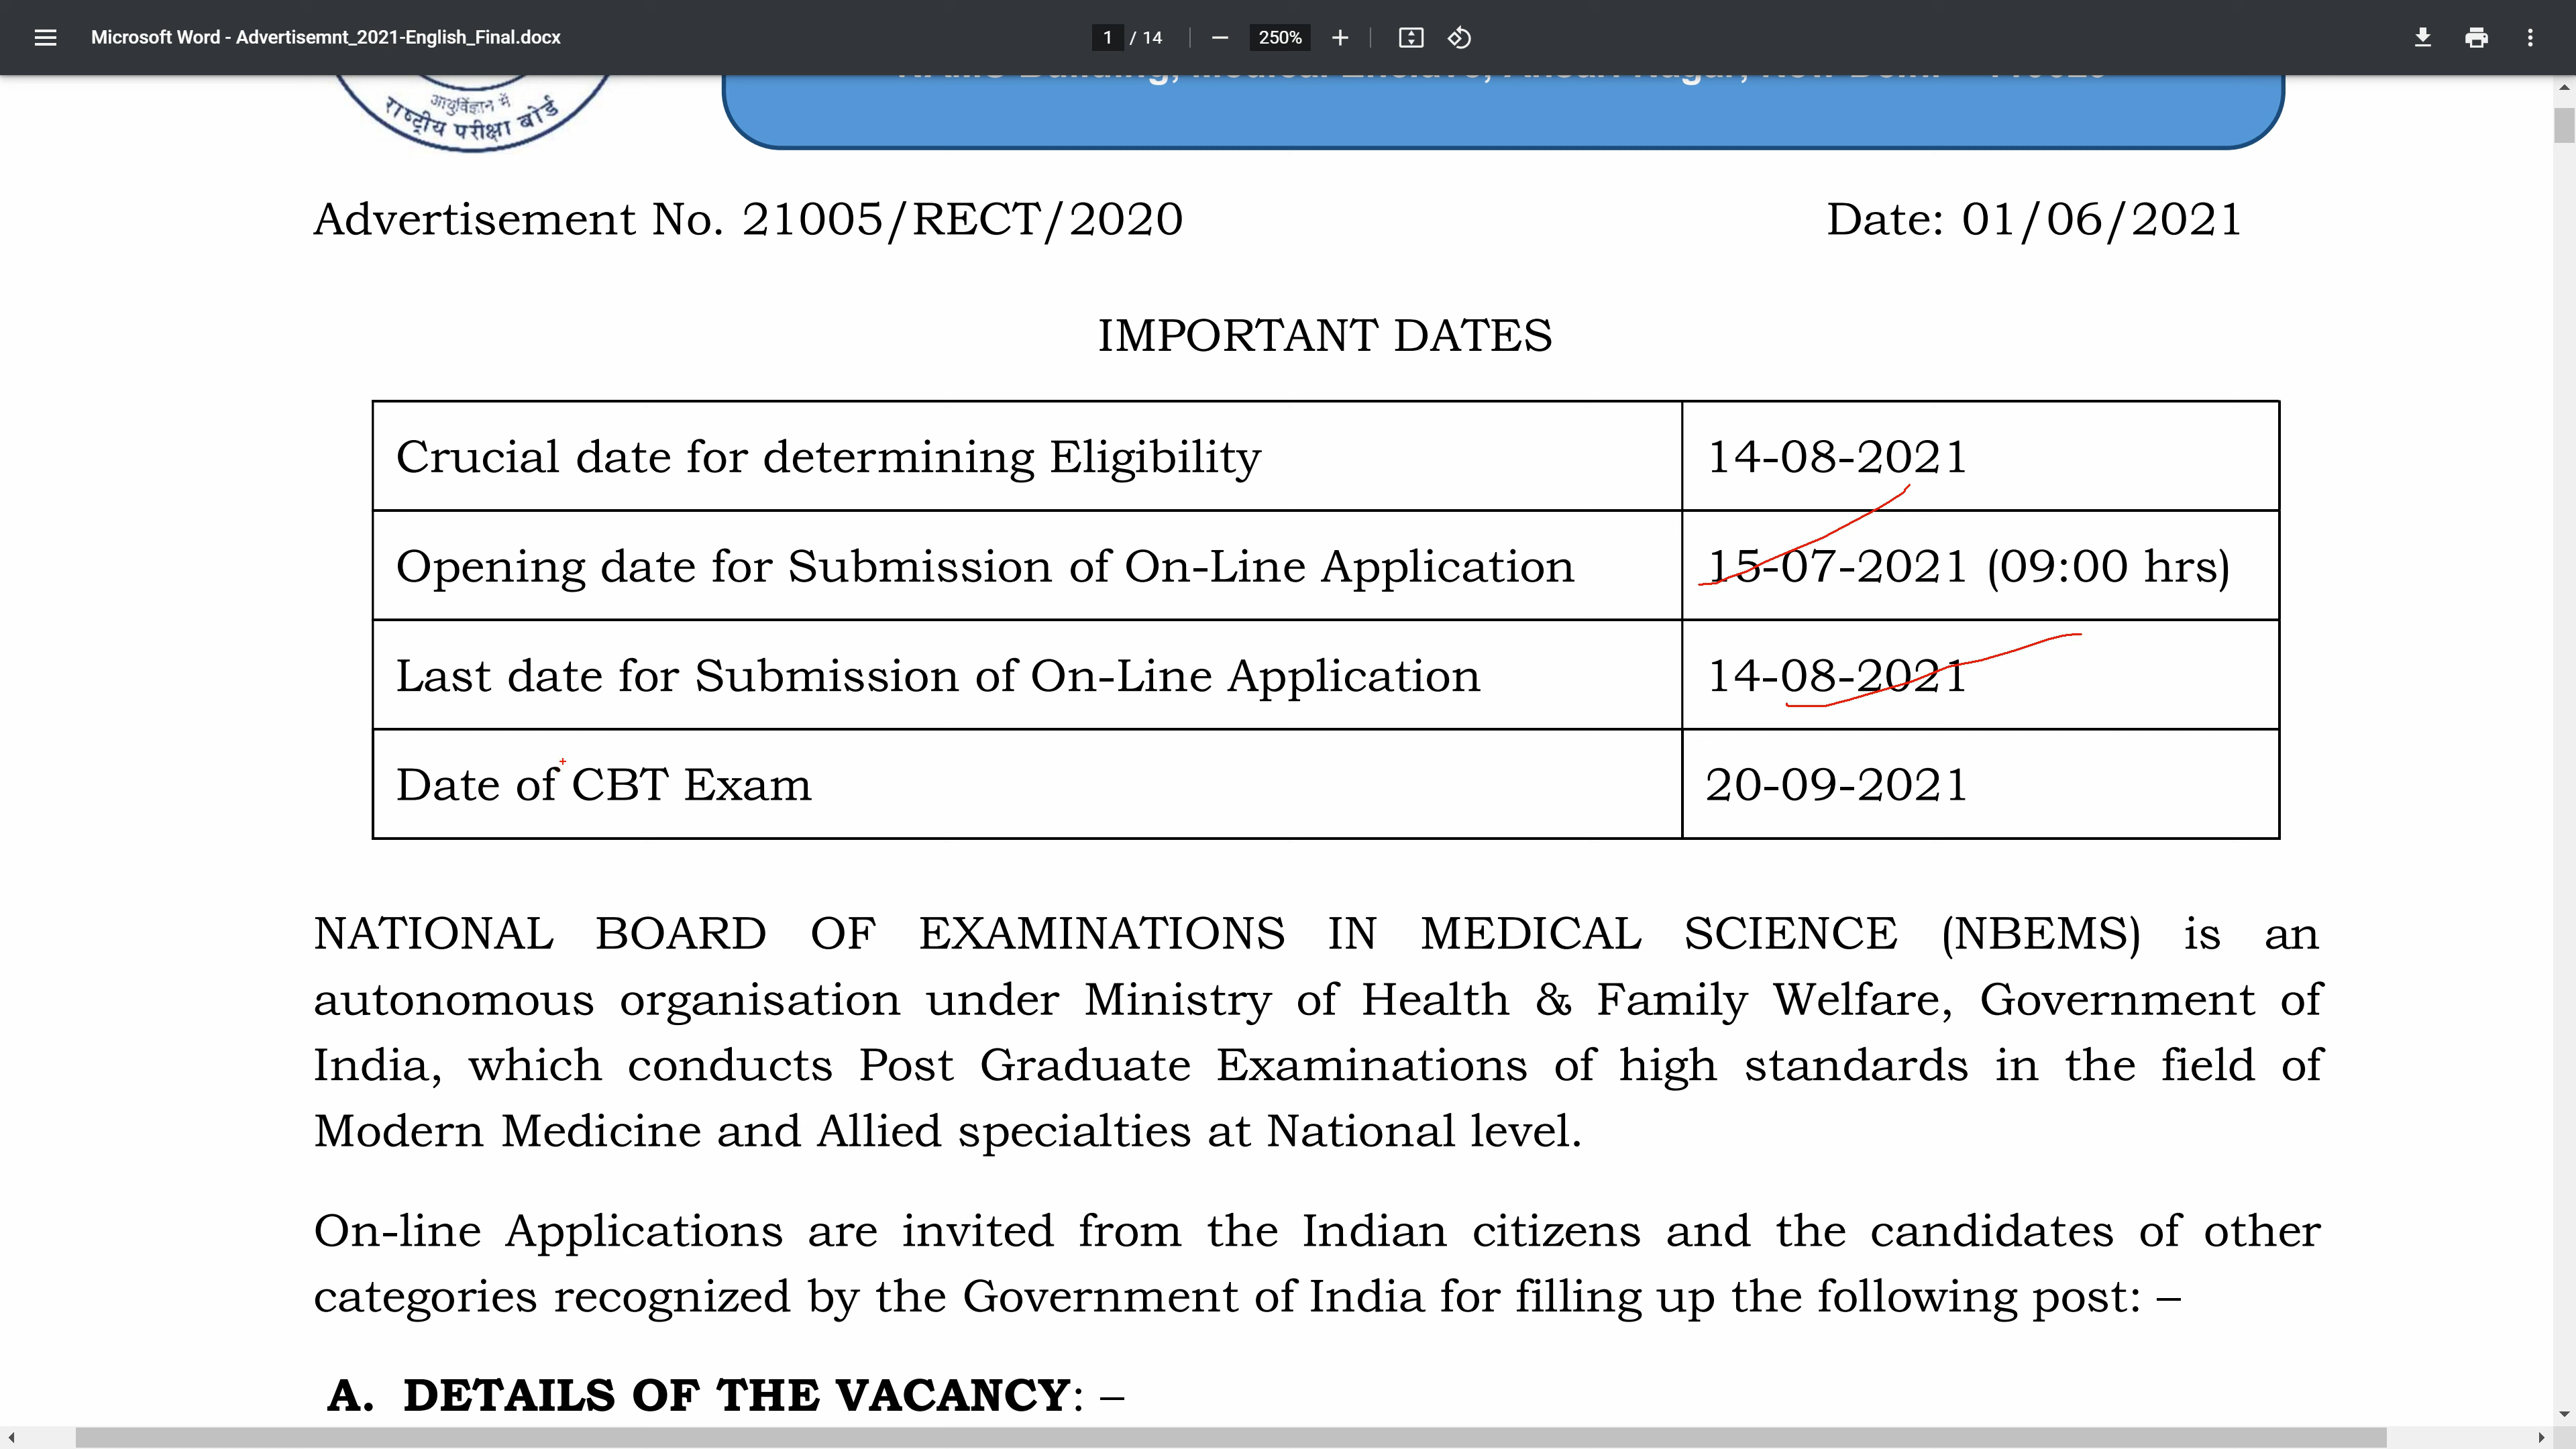 Microsoft Word - Advertisemnt_2021-English_Final.docx
1 / 14
250%
आयुर्विज्ञान में
राष्ट्रीय परीक्षा बोर्ड
Advertisement No. 21005/RECT/2020 Date: 01/06/2021
IMPORTANT DATES
Crucial date for determining Eligibility 14-08-2021
Opening date for Submission of On-Line Application 15-07-2021 (09:00 hrs)
Last date for Submission of On-Line Application 14-08-2021
Date of CBT Exam 20-09-2021
NATIONAL BOARD OF EXAMINATIONS IN MEDICAL SCIENCE (NBEMS) is an
autonomous organisation under Ministry of Health & Family Welfare, Government of
India, which conducts Post Graduate Examinations of high standards in the field of
Modern Medicine and Allied specialties at National level.
On-line Applications are invited from the Indian citizens and the candidates of other
categories recognized by the Government of India for filling up the following post: –
A. DETAILS OF THE VACANCY: –